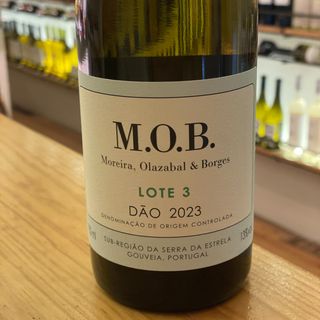 M.O.B.
Moreira, Olazabal & Borges
LOTE 3
DÃO 2023
DENOMINAÇÃO DE ORIGEM CONTROLADA
SUB-REGIÃO DA SERRA DA ESTRELA
GOUVEIA, PORTUGAL